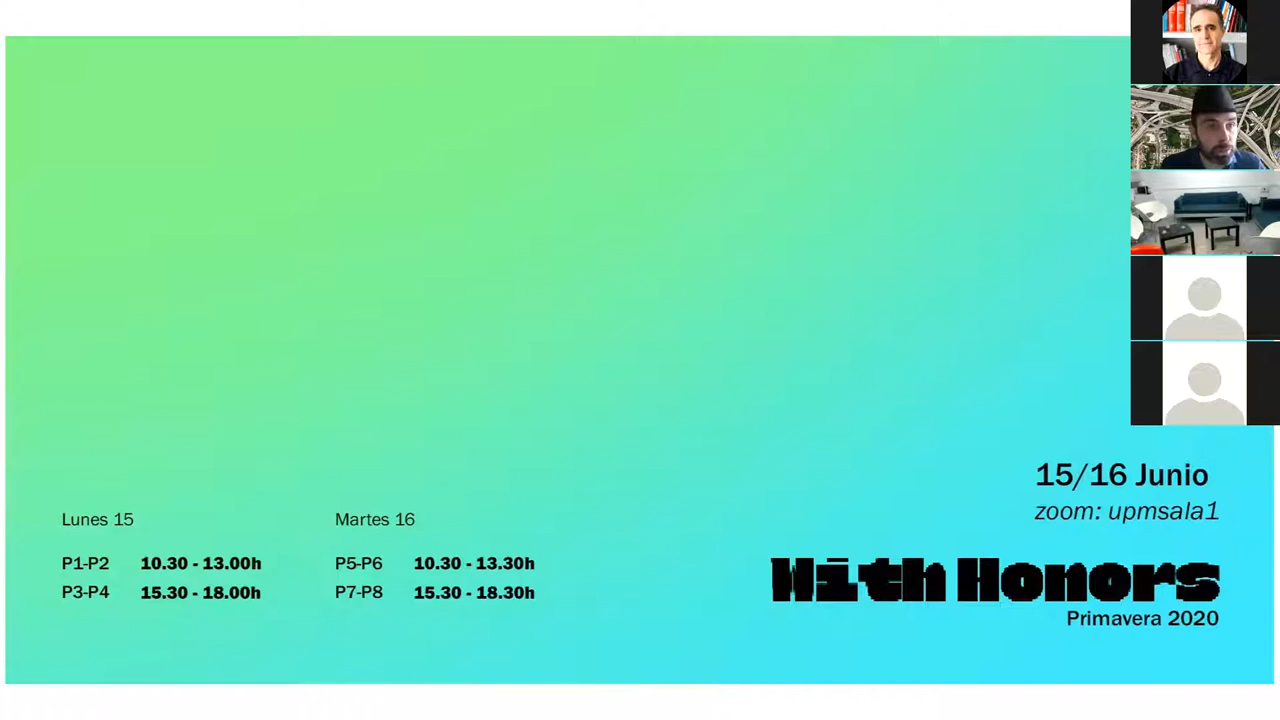 15/16 Junio
zoom: upmsala1
Lunes 15
Martes 16
P1-P2 10.30 - 13.00h
P5-P6 10.30 - 13.30h
P3-P4 15.30 - 18.00h
P7-P8 15.30 - 18.30h
With Honors
Primavera 2020